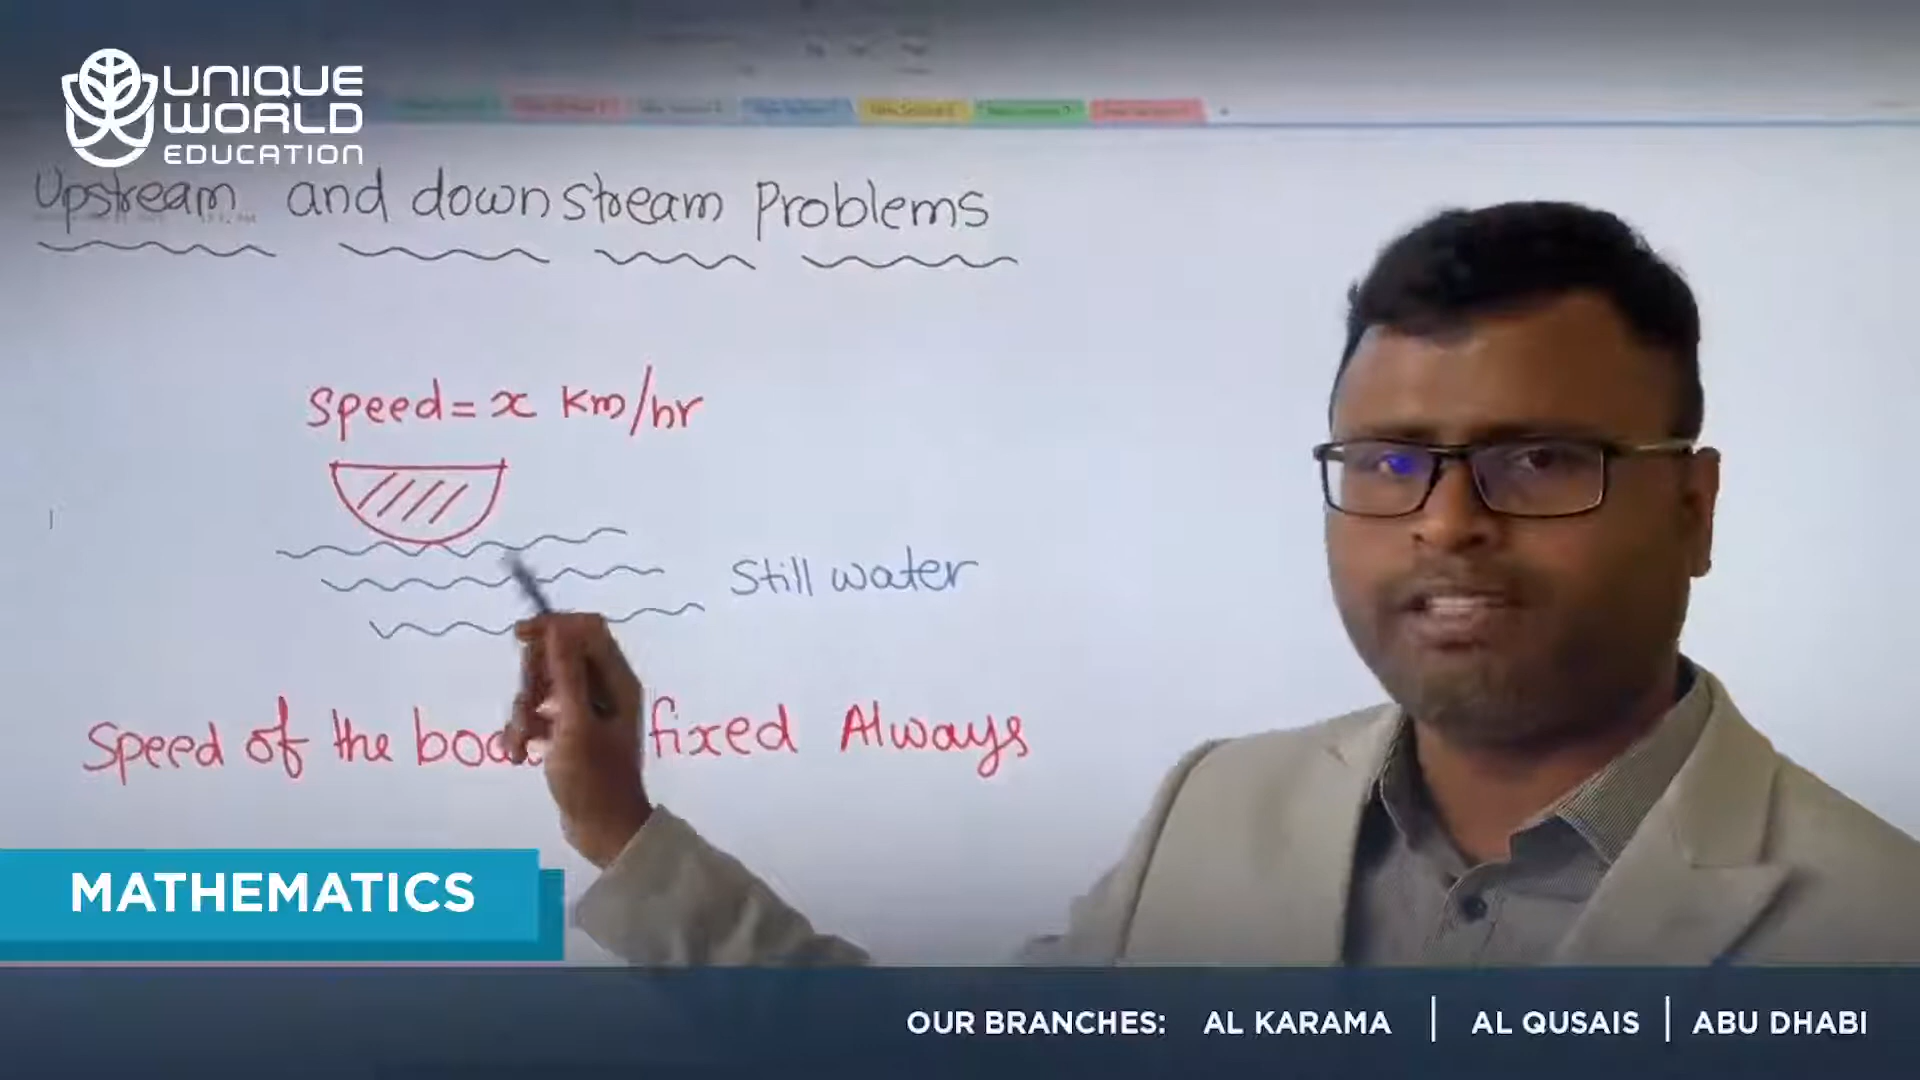 UNIQUE
WORLD
EDUCATION
Upstream and downstream Problems
Speed = x Km/hr
Still water
Speed of the boa fixed Always
MATHEMATICS
OUR BRANCHES: AL KARAMA | AL QUSAIS | ABU DHABI